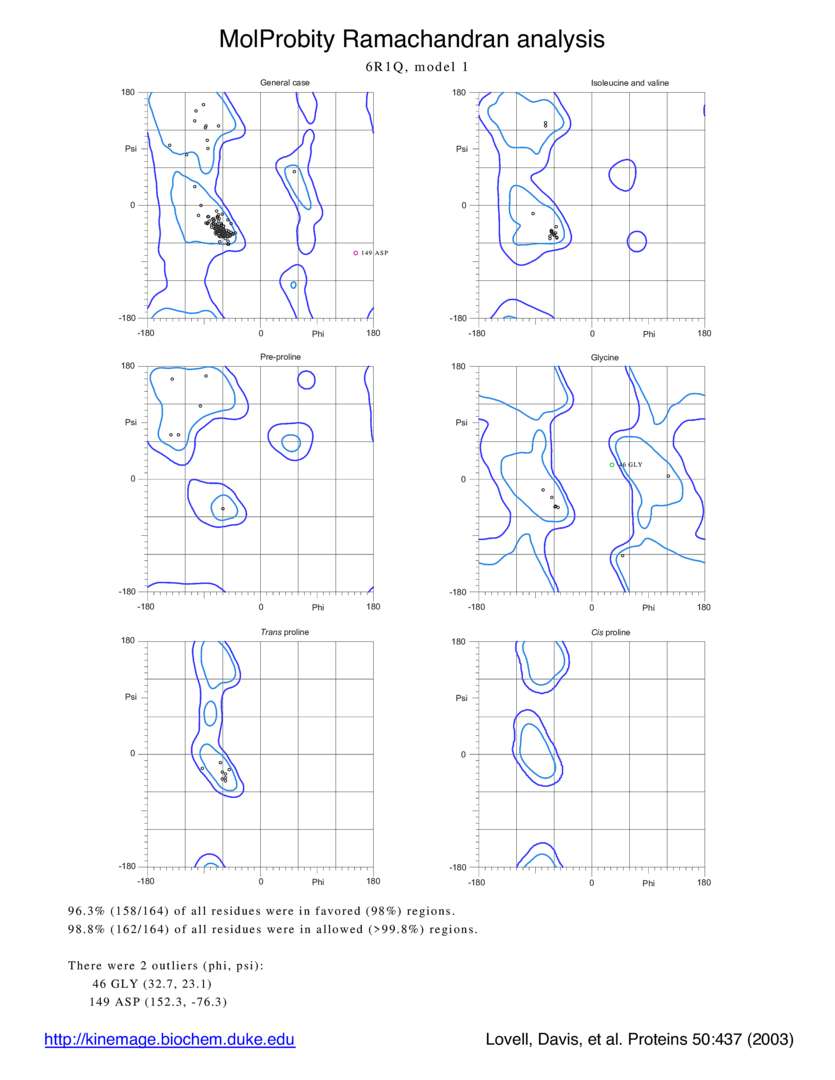 MolProbity Ramachandran analysis
6R1Q, model 1
General case
180
Psi
0
149 ASP
-180
-180 0 Phi 180
Isoleucine and valine
180
Psi
0
-180
-180 0 Phi 180
Pre-proline
180
Psi
0
-180
-180 0 Phi 180
Glycine
180
Psi
46 GLY
0
-180
-180 0 Phi 180
Trans proline
180
Psi
0
-180
-180 0 Phi 180
Cis proline
180
Psi
0
-180
-180 0 Phi 180
96.3% (158/164) of all residues were in favored (98%) regions.
98.8% (162/164) of all residues were in allowed (>99.8%) regions.
There were 2 outliers (phi, psi):
46 GLY (32.7, 23.1)
149 ASP (152.3, -76.3)
http://kinemage.biochem.duke.edu
Lovell, Davis, et al. Proteins 50:437 (2003)